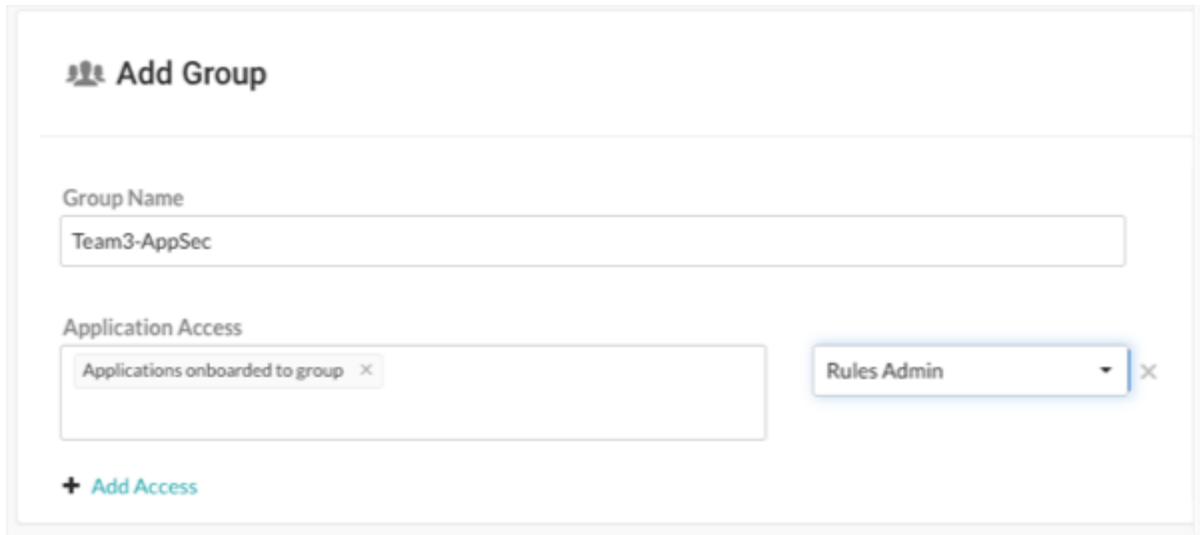 Add Group
Group Name
Team3-AppSec
Application Access
Applications onboarded to group ×
Rules Admin ×
+ Add Access